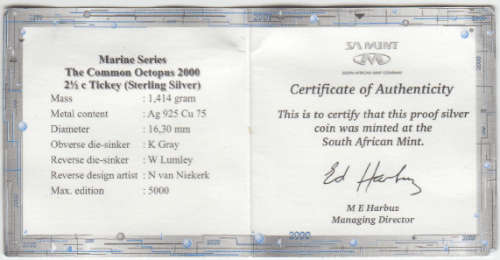 Marine Series
The Common Octopus 2000
2½ c Tickey (Sterling Silver)
Mass : 1,414 gram
Metal content : Ag 925 Cu 75
Diameter : 16,30 mm
Obverse die-sinker : K Gray
Reverse die-sinker : W Lumley
Reverse design artist : N van Niekerk
Max. edition : 5000
SA MINT
SOUTH AFRICAN MINT COMPANY
Certificate of Authenticity
This is to certify that this proof silver
coin was minted at the
South African Mint.
Ed Harbuz
M E Harbuz
Managing Director
2000